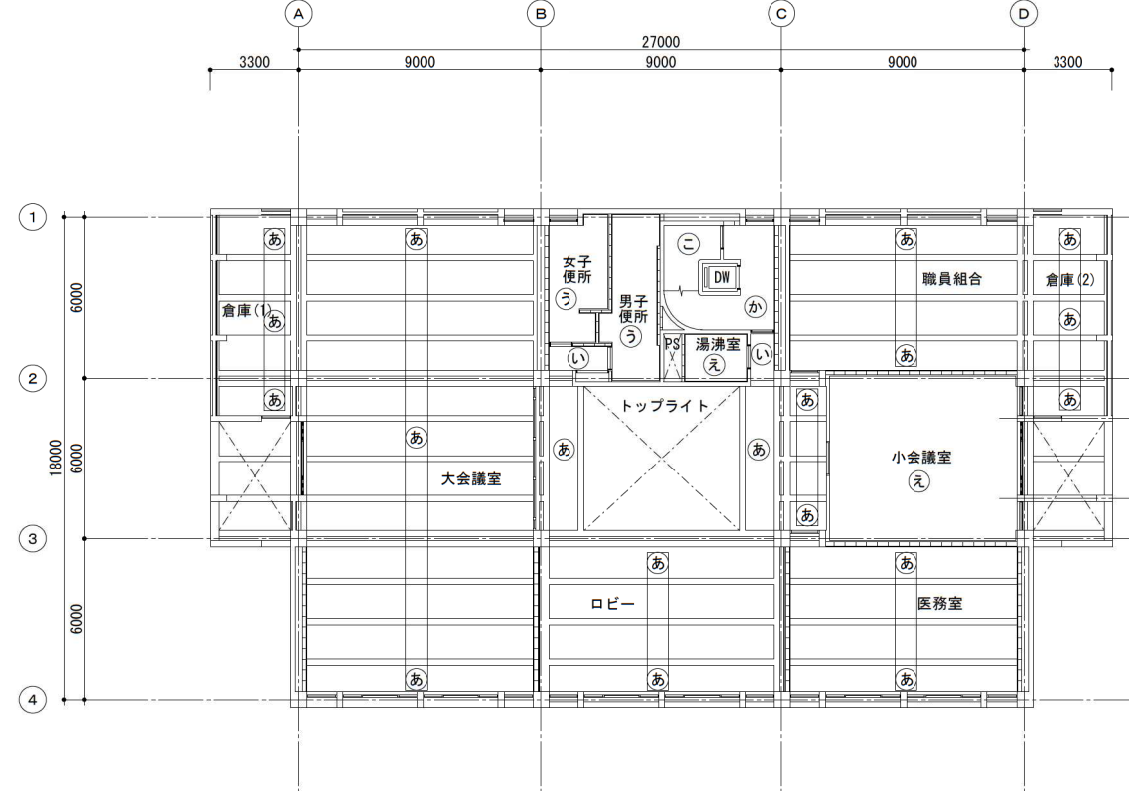 A B C D
27000
3300 9000 9000 9000 3300
1
あ あ あ あ
こ
女子
便所
う
DW
職員組合
倉庫(2)
6000
倉庫(1)
あ
男子
便所
う
か
あ
PS
湯沸室
え
い
い
あ
2
あ
トップライト
あ
あ
18000
6000
あ
大会議室
あ
あ
小会議室
え
あ
3
あ
あ
6000
ロビー
医務室
あ
あ
あ
4